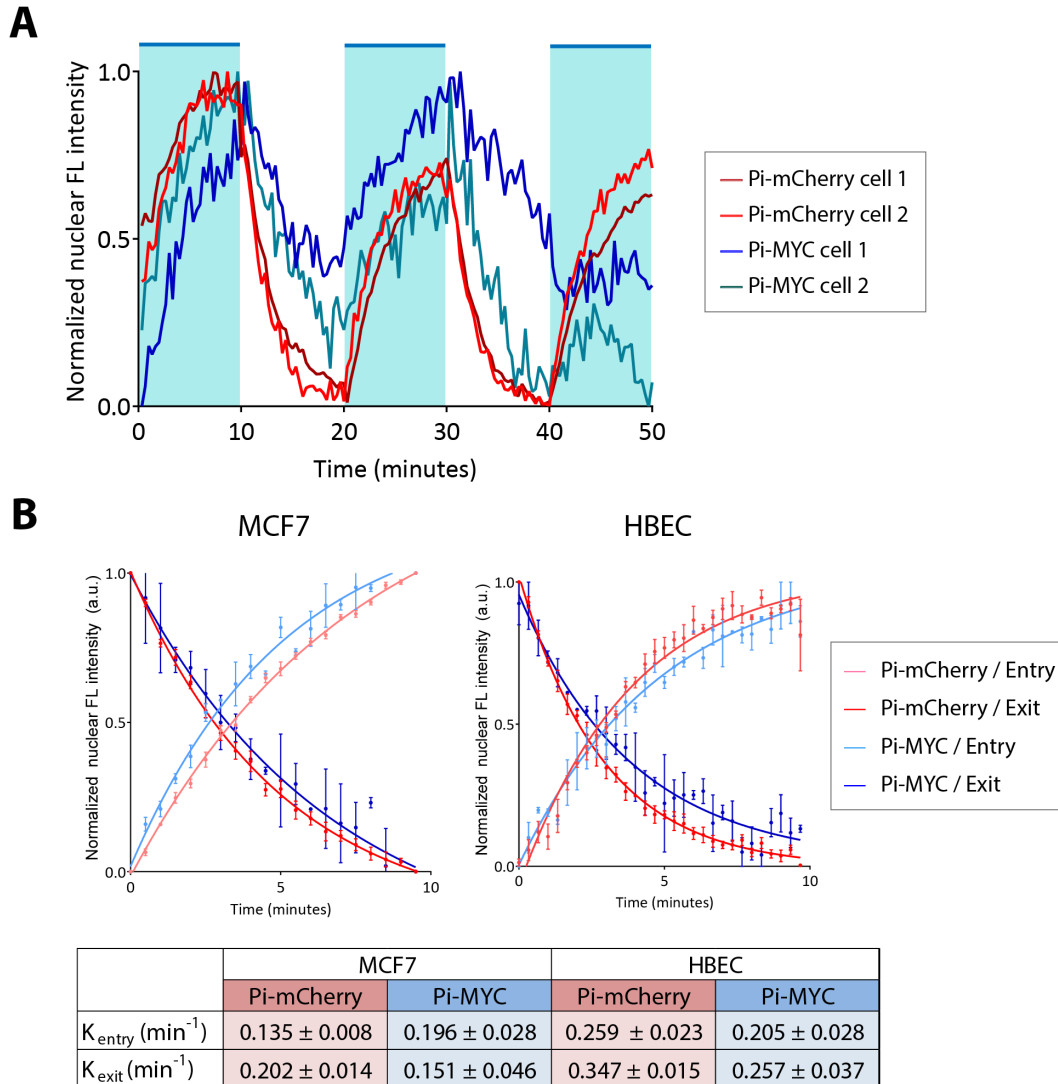 A
Normalized nuclear FL intensity
1.0
0.5
0.0
0 10 20 30 40 50
Time (minutes)
Pi-mCherry cell 1
Pi-mCherry cell 2
Pi-MYC cell 1
Pi-MYC cell 2
B
MCF7
Normalized nuclear FL intensity (a.u.)
1.0
0.5
0.0
0 5 10
Time (minutes)
HBEC
Normalized nuclear FL intensity (a.u.)
1.0
0.5
0.0
0 5 10
Time (minutes)
Pi-mCherry / Entry
Pi-mCherry / Exit
Pi-MYC / Entry
Pi-MYC / Exit
MCF7 HBEC
Pi-mCherry Pi-MYC Pi-mCherry Pi-MYC
K entry (min⁻¹) 0.135 ± 0.008 0.196 ± 0.028 0.259 ± 0.023 0.205 ± 0.028
K exit (min⁻¹) 0.202 ± 0.014 0.151 ± 0.046 0.347 ± 0.015 0.257 ± 0.037